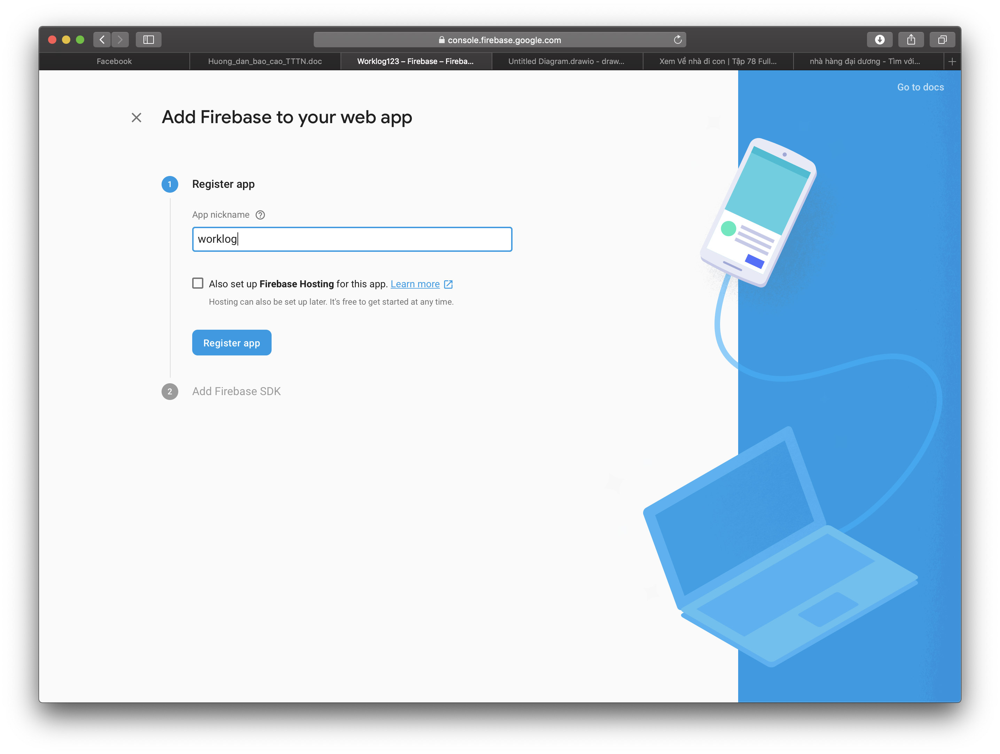 console.firebase.google.com
Facebook
Huong_dan_bao_cao_TTTN.doc
Worklog123 – Firebase – Fireba...
Untitled Diagram.drawio - draw...
Xem Về nhà đi con | Tập 78 Full...
nhà hàng đại dương - Tìm với...
Go to docs
Add Firebase to your web app
1 Register app
App nickname ?
worklog
Also set up Firebase Hosting for this app. Learn more
Hosting can also be set up later. It's free to get started at any time.
Register app
2 Add Firebase SDK